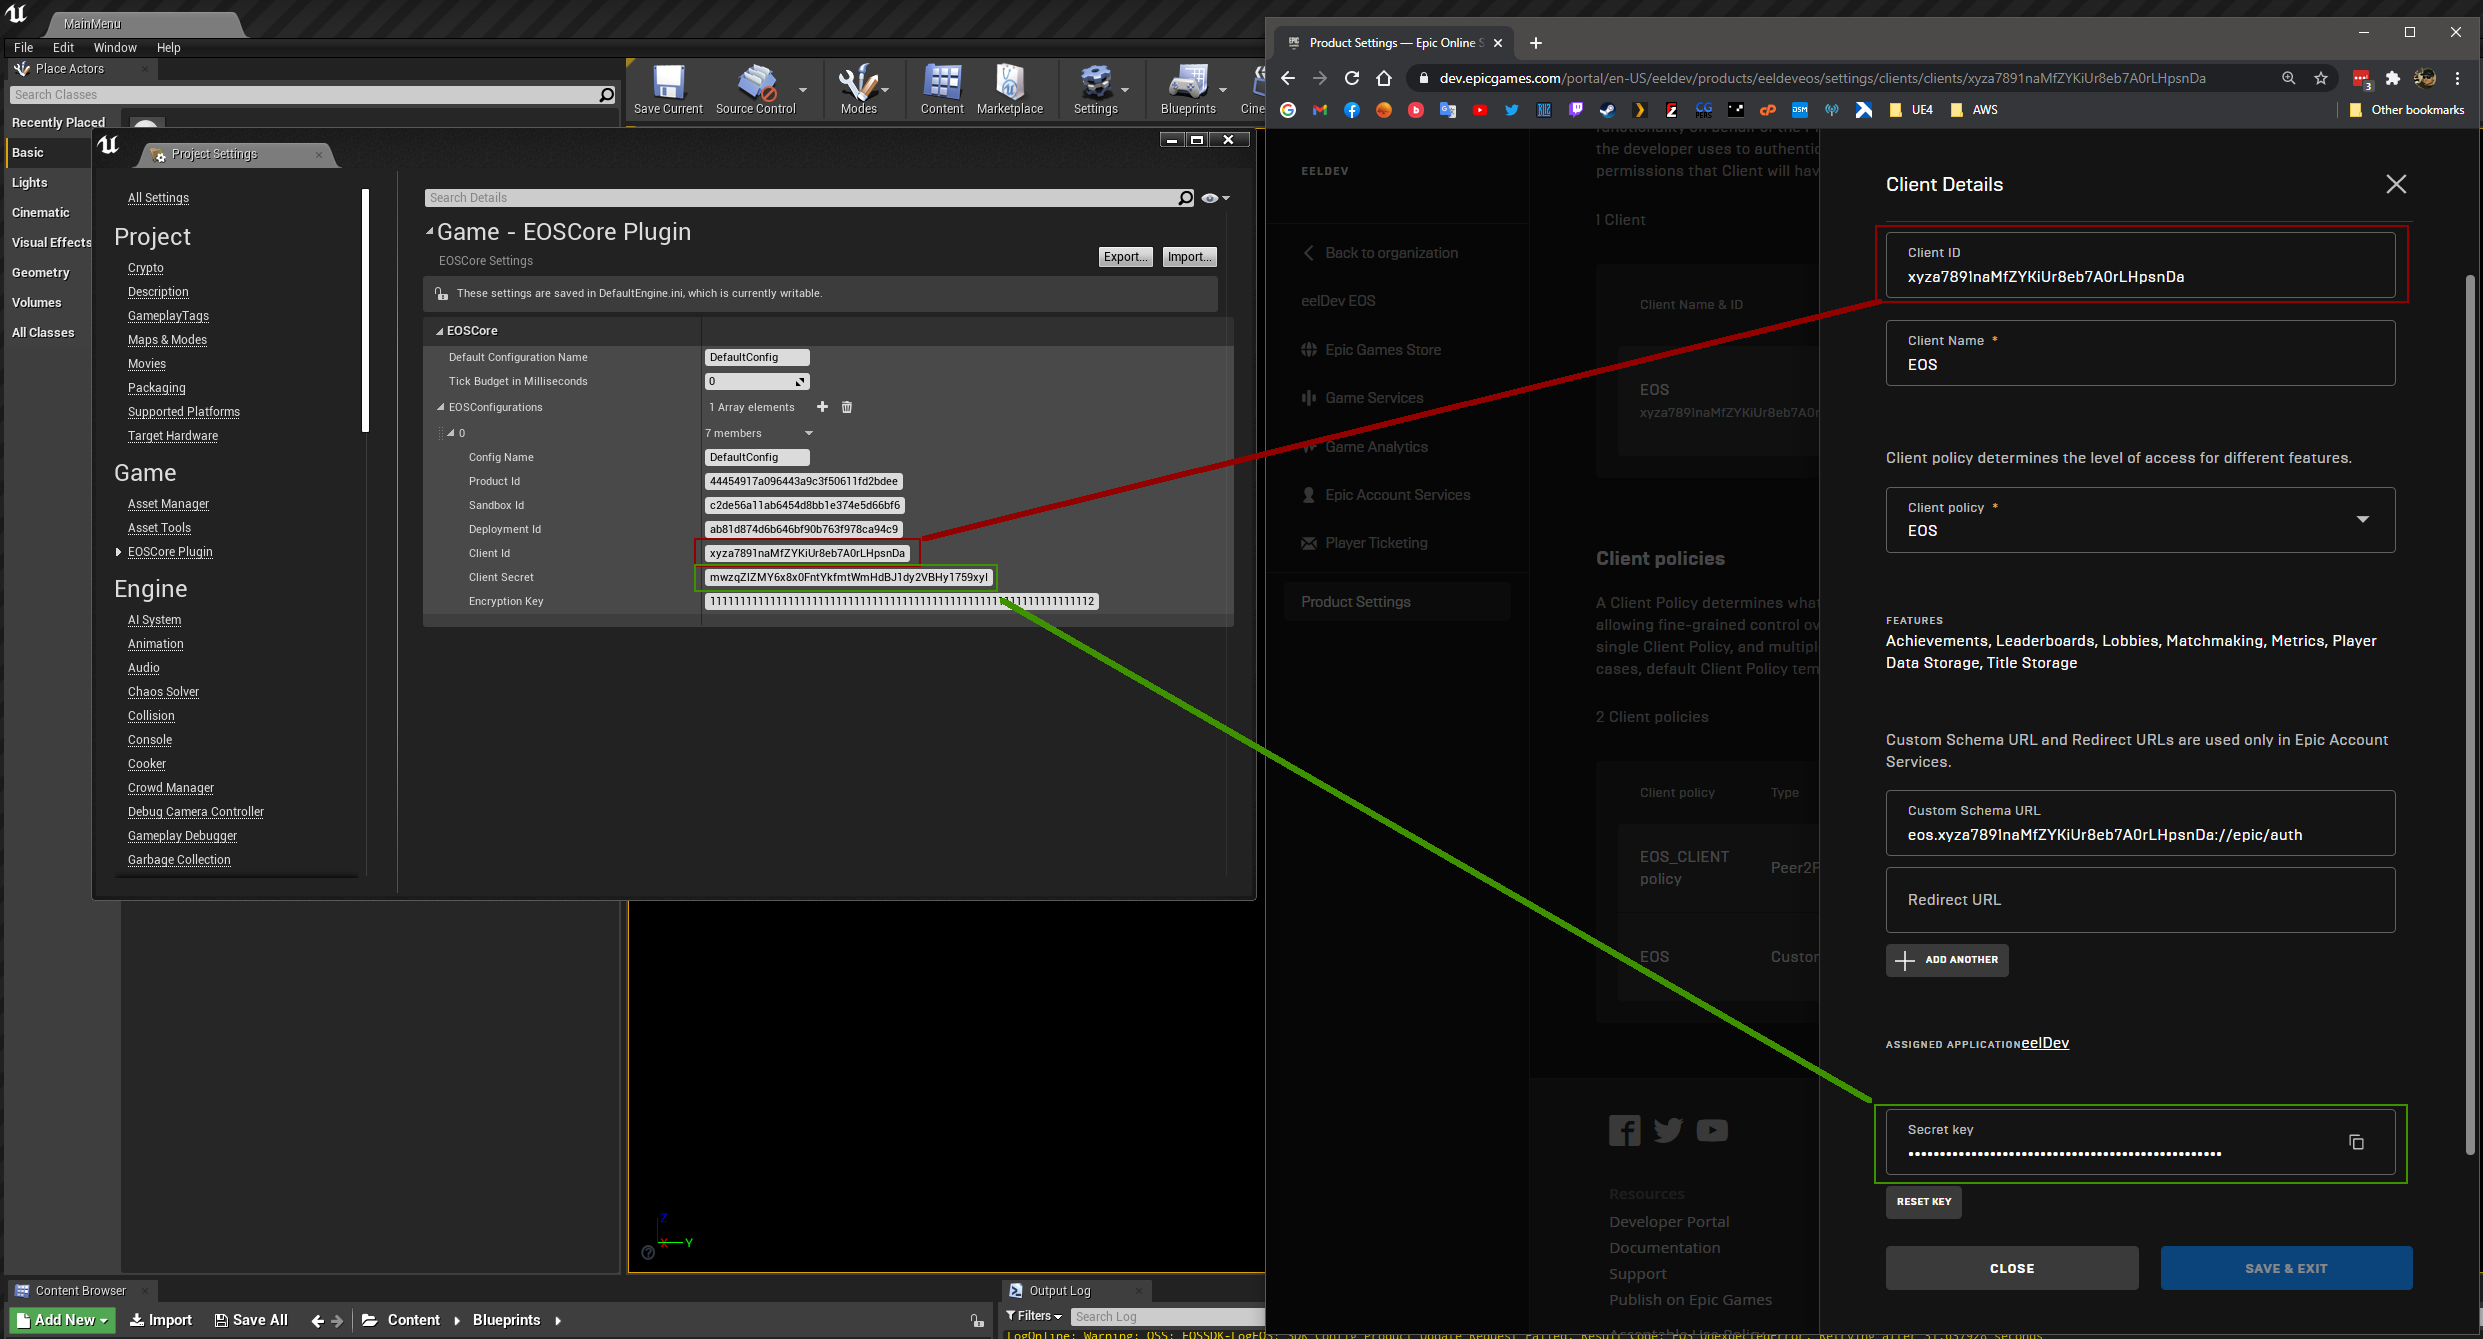 MainMenu
File Edit Window Help
Place Actors
Search Classes
Recently Placed
Basic
Lights
Cinematic
Visual Effects
Geometry
Volumes
All Classes
Save Current Source Control Modes Content Marketplace Settings Blueprints
Project Settings
All Settings
Project
Crypto
Description
GameplayTags
Maps & Modes
Movies
Packaging
Supported Platforms
Target Hardware
Game
Asset Manager
Asset Tools
EOSCore Plugin
Engine
AI System
Animation
Audio
Chaos Solver
Collision
Console
Cooker
Crowd Manager
Debug Camera Controller
Gameplay Debugger
Garbage Collection
Search Details
Game - EOSCore Plugin
EOSCore Settings
Export... Import...
These settings are saved in DefaultEngine.ini, which is currently writable.
EOSCore
Default Configuration Name DefaultConfig
Tick Budget in Milliseconds 0
EOSConfigurations 1 Array elements
0 7 members
Config Name DefaultConfig
Product Id 44454917a096443a9c3f50611fd2bdee
Sandbox Id c2de56a11ab6454d8bb1e374e5d66bf6
Deployment Id ab81d874d6b646bf90b763f978ca94c9
Client Id xyza7891naMfZYKiUr8eb7A0rLHpsnDa
Client Secret
Encryption Key
Z
X Y
Content Browser
Add New Import Save All Content Blueprints
Output Log
Filters Search Log
Product Settings — Epic Online S
dev.epicgames.com/portal/en-US/eeldev/products/eeldeveos/settings/clients/clients/xyza7891naMfZYKiUr8eb7A0rLHpsnDa
UE4 AWS Other bookmarks
EELDEV
Back to organization
eelDev EOS
Epic Games Store
Game Services
Game Analytics
Epic Account Services
Player Ticketing
Product Settings
the developer uses to authentic
permissions that Client will hav
1 Client
Client Name & ID
EOS
xyza7891naMfZYKiUr8eb7A0r
Client policies
A Client Policy determines what
allowing fine-grained control ov
single Client Policy, and multipl
cases, default Client Policy tem
2 Client policies
Client policy Type
EOS_CLIENT
policy
Peer2P
EOS Custor
Resources
Developer Portal
Documentation
Support
Publish on Epic Games
Client Details
Client ID
xyza7891naMfZYKiUr8eb7A0rLHpsnDa
Client Name *
EOS
Client policy determines the level of access for different features.
Client policy *
EOS
FEATURES
Achievements, Leaderboards, Lobbies, Matchmaking, Metrics, Player
Data Storage, Title Storage
Custom Schema URL and Redirect URLs are used only in Epic Account
Services.
Custom Schema URL
eos.xyza7891naMfZYKiUr8eb7A0rLHpsnDa://epic/auth
Redirect URL
ADD ANOTHER
ASSIGNED APPLICATION eelDev
Secret key
RESET KEY
CLOSE SAVE & EXIT